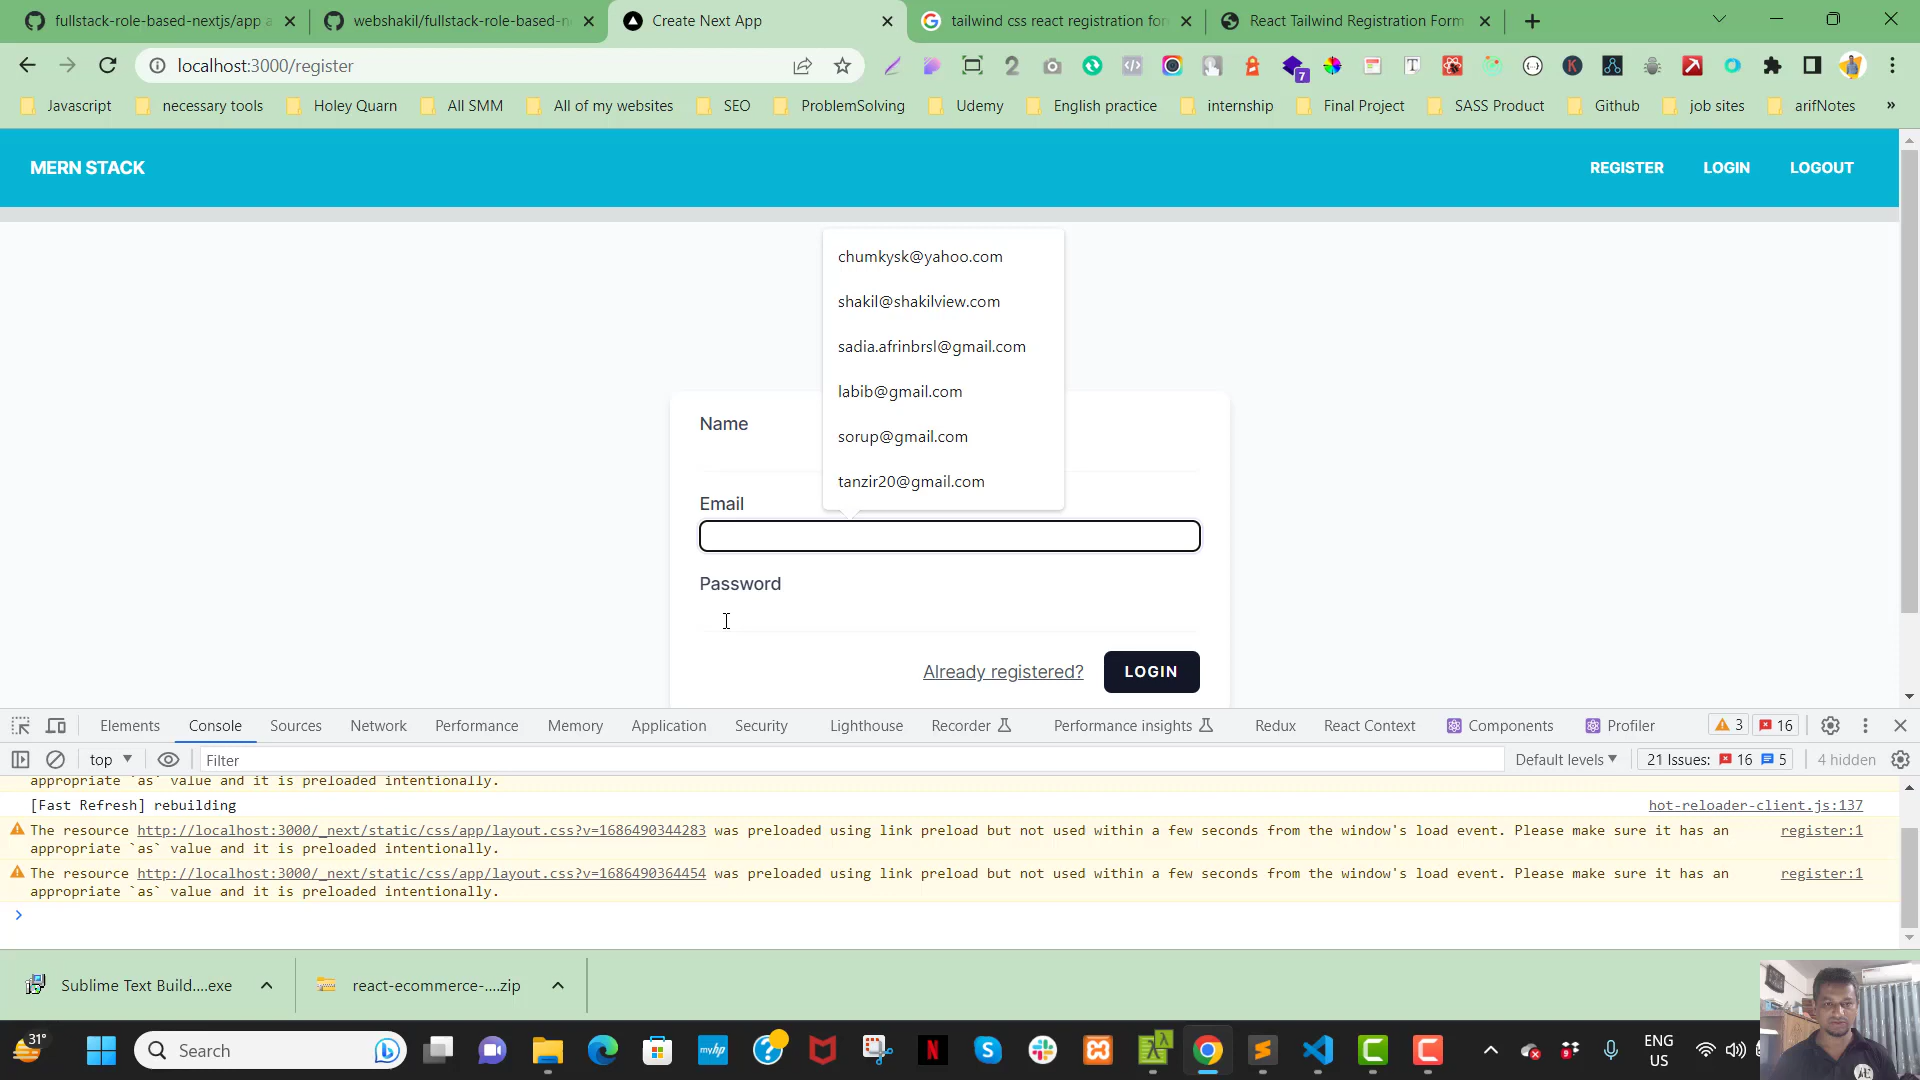 fullstack-role-based-nextjs/app a
webshakil/fullstack-role-based-n
Create Next App
tailwind css react registration for
React Tailwind Registration Form
localhost:3000/register
7
Javascript
necessary tools
Holey Quarn
All SMM
All of my websites
SEO
ProblemSolving
Udemy
English practice
internship
Final Project
SASS Product
Github
job sites
arifNotes
»
MERN STACK
REGISTER
LOGIN
LOGOUT
chumkysk@yahoo.com
shakil@shakilview.com
sadia.afrinbrsl@gmail.com
labib@gmail.com
sorup@gmail.com
tanzir20@gmail.com
Name
Email
Password
Already registered?
LOGIN
Elements
Console
Sources
Network
Performance
Memory
Application
Security
Lighthouse
Recorder
Performance insights
Redux
React Context
Components
Profiler
3
16
top
Filter
Default levels
21 Issues: 16 5
4 hidden
appropriate `as` value and it is preloaded intentionally.
[Fast Refresh] rebuilding
hot-reloader-client.js:137
The resource http://localhost:3000/_next/static/css/app/layout.css?v=1686490344283 was preloaded using link preload but not used within a few seconds from the window's load event. Please make sure it has an
register:1
appropriate `as` value and it is preloaded intentionally.
The resource http://localhost:3000/_next/static/css/app/layout.css?v=1686490364454 was preloaded using link preload but not used within a few seconds from the window's load event. Please make sure it has an
register:1
appropriate `as` value and it is preloaded intentionally.
Sublime Text Build....exe
react-ecommerce-....zip
31°
Search
ENG
US